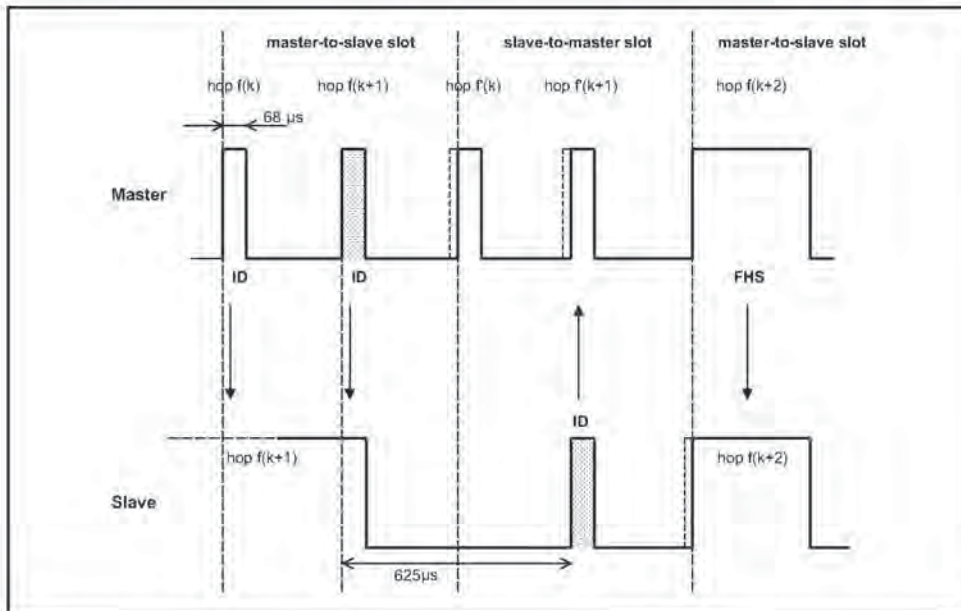 master-to-slave slot slave-to-master slot master-to-slave slot
hop f(k) hop f(k+1) hop f'(k) hop f'(k+1) hop f(k+2)
68 µs
Master
ID ID FHS
ID
hop f(k+1) hop f(k+2)
Slave
625µs